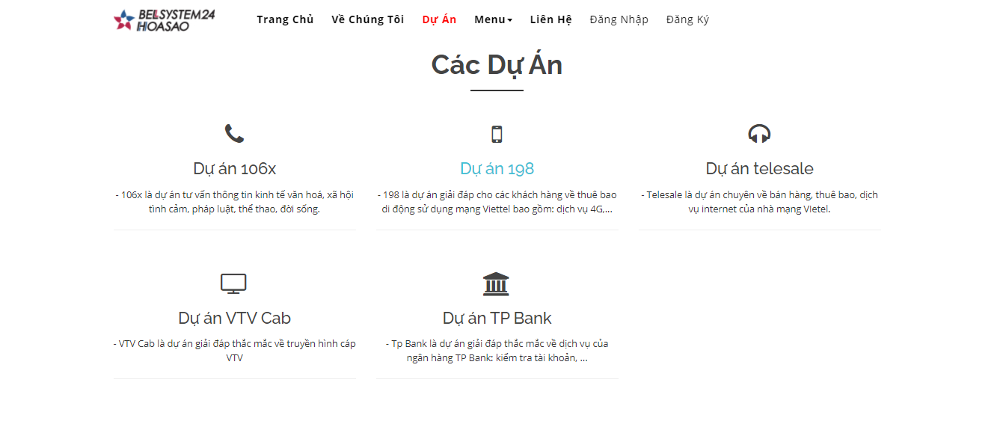 BELLSYSTEM24
HOASAO
Trang Chủ Về Chúng Tôi Dự Án Menu Liên Hệ Đăng Nhập Đăng Ký
Các Dự Án
Dự án 106x
- 106x là dự án tư vấn thông tin kinh tế văn hoá, xã hội
tình cảm, pháp luật, thể thao, đời sống.
Dự án 198
- 198 là dự án giải đáp cho các khách hàng về thuê bao
di động sử dụng mạng Viettel bao gồm: dịch vụ 4G,...
Dự án telesale
- Telesale là dự án chuyên về bán hàng, thuê bao, dịch
vụ internet của nhà mạng VIetel.
Dự án VTV Cab
- VTV Cab là dự án giải đáp thắc mắc về truyền hình cáp
VTV
Dự án TP Bank
- Tp Bank là dự án giải đáp thắc mắc về dịch vụ của
ngân hàng TP Bank: kiểm tra tài khoản, ...